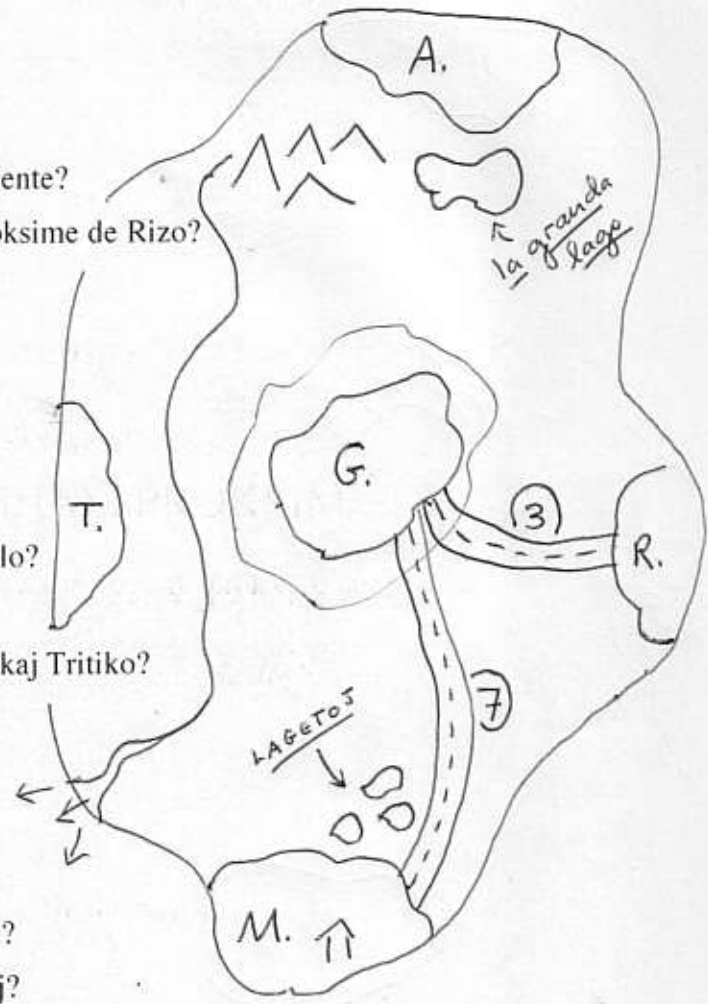 A.
ente?
oksime de Rizo?
la granda
lago
G.
T.
3
R.
lo?
kaj Tritiko?
7
LAGETOJ
M.
?
j?